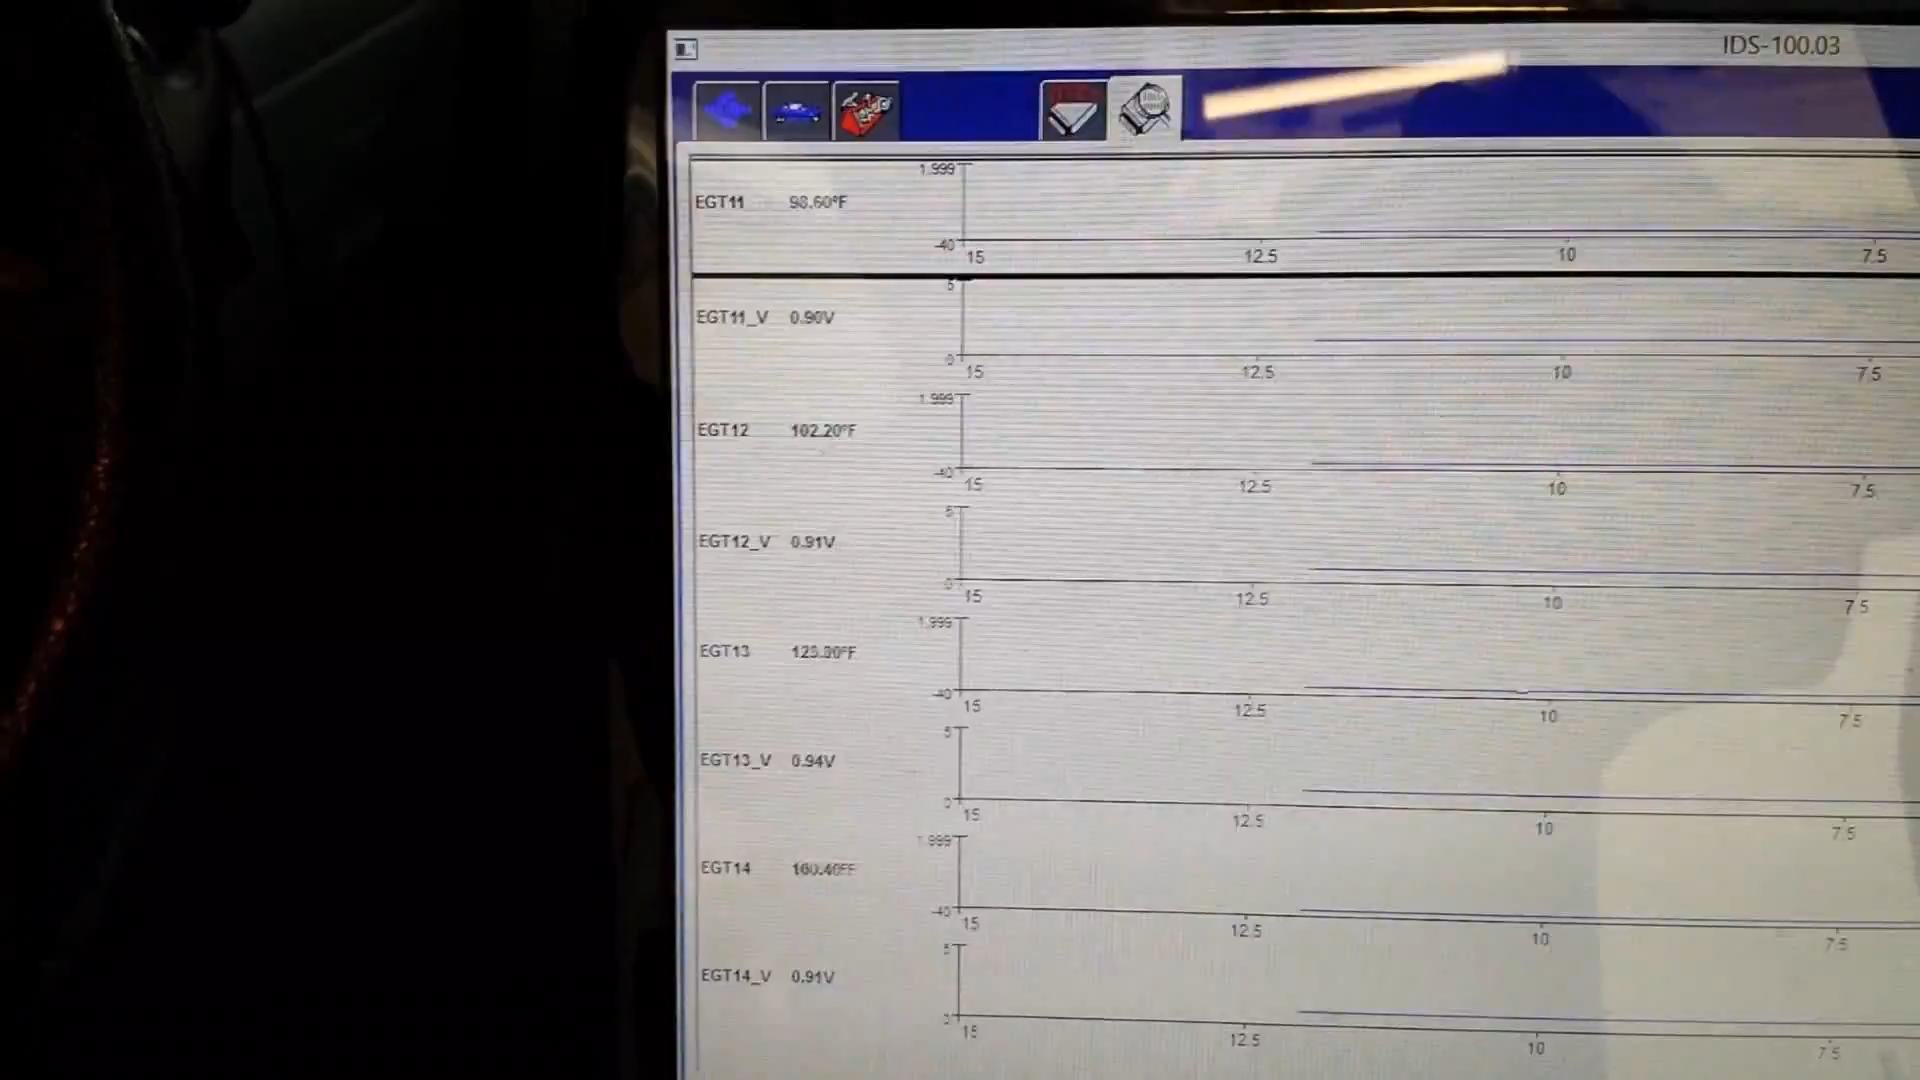 IDS-100.03
1.999
EGT11 98.60°F
-40
15 12.5 10 7.5
5
EGT11_V 0.90V
0
15 12.5 10 7.5
1.999
EGT12 102.20°F
-40
15 12.5 10 7.5
5
EGT12_V 0.91V
0
15 12.5 10 7.5
1.999
EGT13
-40
15 12.5 10 7.5
5
EGT13_V 0.94V
0
15 12.5 10 7.5
1.999
EGT14
-40
15 12.5 10 7.5
5
EGT14_V 0.91V
0
15 12.5 10 7.5